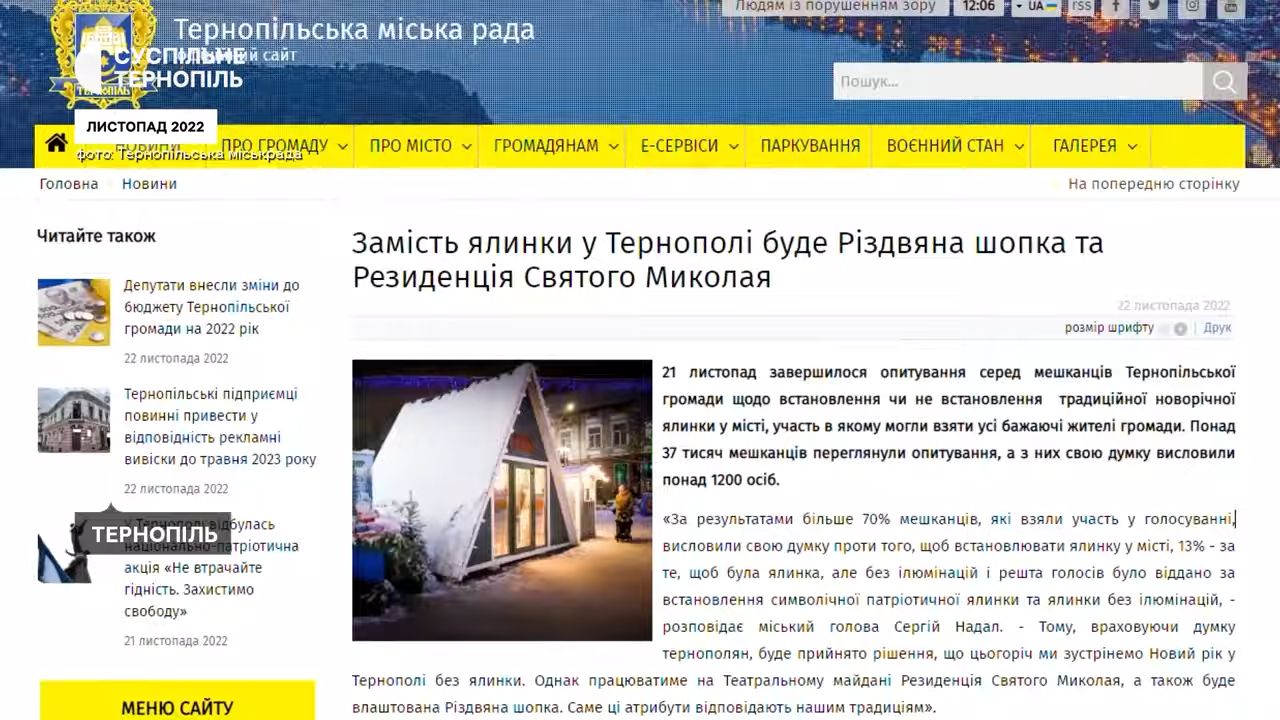 Людям із порушенням зору
12:06
UA
rss
Тернопільська міська рада
сайт
СУСПІЛЬНЕ
ТЕРНОПІЛЬ
ТЕРНОПІЛЬ
Пошук...
ЛИСТОПАД 2022
фото: Тернопільська міськрада
НОВИНИ
ПРО ГРОМАДУ
ПРО МІСТО
ГРОМАДЯНАМ
Е-СЕРВІСИ
ПАРКУВАННЯ
ВОЄННИЙ СТАН
ГАЛЕРЕЯ
Головна
Новини
На попередню сторінку
Читайте також
Депутати внесли зміни до
бюджету Тернопільської
громади на 2022 рік
22 листопада 2022
Тернопільські підприємці
повинні привести у
відповідність рекламні
вивіски до травня 2023 року
22 листопада 2022
ТЕРНОПІЛЬ
У Тернополі відбулась
національно-патріотична
акція «Не втрачайте
гідність. Захистимо
свободу»
21 листопада 2022
МЕНЮ САЙТУ
Замість ялинки у Тернополі буде Різдвяна шопка та
Резиденція Святого Миколая
22 листопада 2022
розмір шрифту | Друк
21 листопад завершилося опитування серед мешканців Тернопільської
громади щодо встановлення чи не встановлення традиційної новорічної
ялинки у місті, участь в якому могли взяти усі бажаючі жителі громади. Понад
37 тисяч мешканців переглянули опитування, а з них свою думку висловили
понад 1200 осіб.
«За результатами більше 70% мешканців, які взяли участь у голосуванні,
висловили свою думку проти того, щоб встановлювати ялинку у місті, 13% - за
те, щоб була ялинка, але без ілюмінацій і решта голосів було віддано за
встановлення символічної патріотичної ялинки та ялинки без ілюмінацій, -
розповідає міський голова Сергій Надал. - Тому, враховуючи думку
тернополян, буде прийнято рішення, що цьогоріч ми зустрінемо Новий рік у
Тернополі без ялинки. Однак працюватиме на Театральному майдані Резиденція Святого Миколая, а також буде
влаштована Різдвяна шопка. Саме ці атрибути відповідають нашим традиціям».